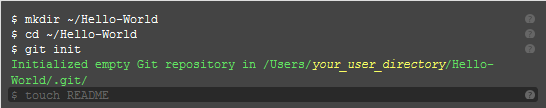 $ mkdir ~/Hello-World
$ cd ~/Hello-World
$ git init
Initialized empty Git repository in /Users/your_user_directory/Hello-
World/.git/
$ touch README